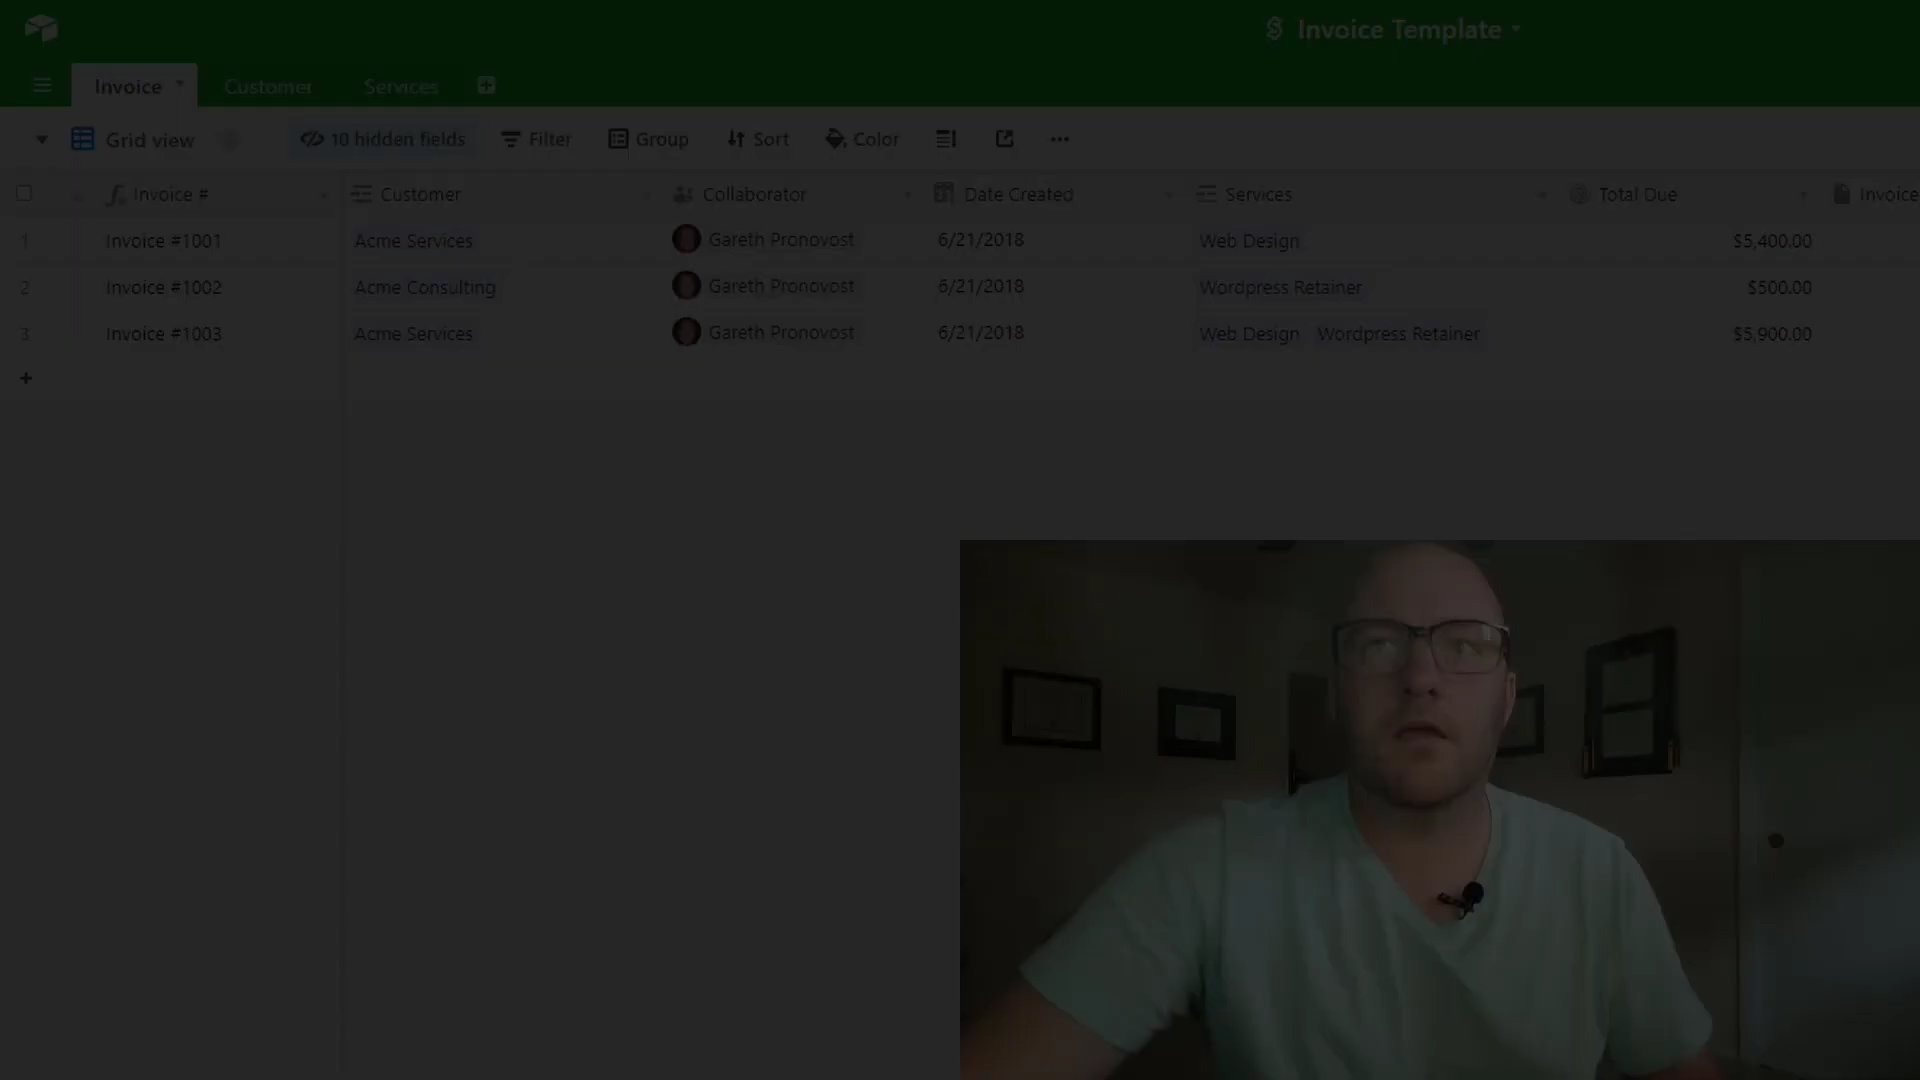 Invoice Template
Invoice Customer Services
Grid view 10 hidden fields Filter Group Sort Color
Invoice # Customer Collaborator Date Created Services Total Due Invoice
1 Invoice #1001 Acme Services Gareth Pronovost 6/21/2018 Web Design $5,400.00
2 Invoice #1002 Acme Consulting Gareth Pronovost 6/21/2018 Wordpress Retainer $500.00
3 Invoice #1003 Acme Services Gareth Pronovost 6/21/2018 Web Design Wordpress Retainer $5,900.00